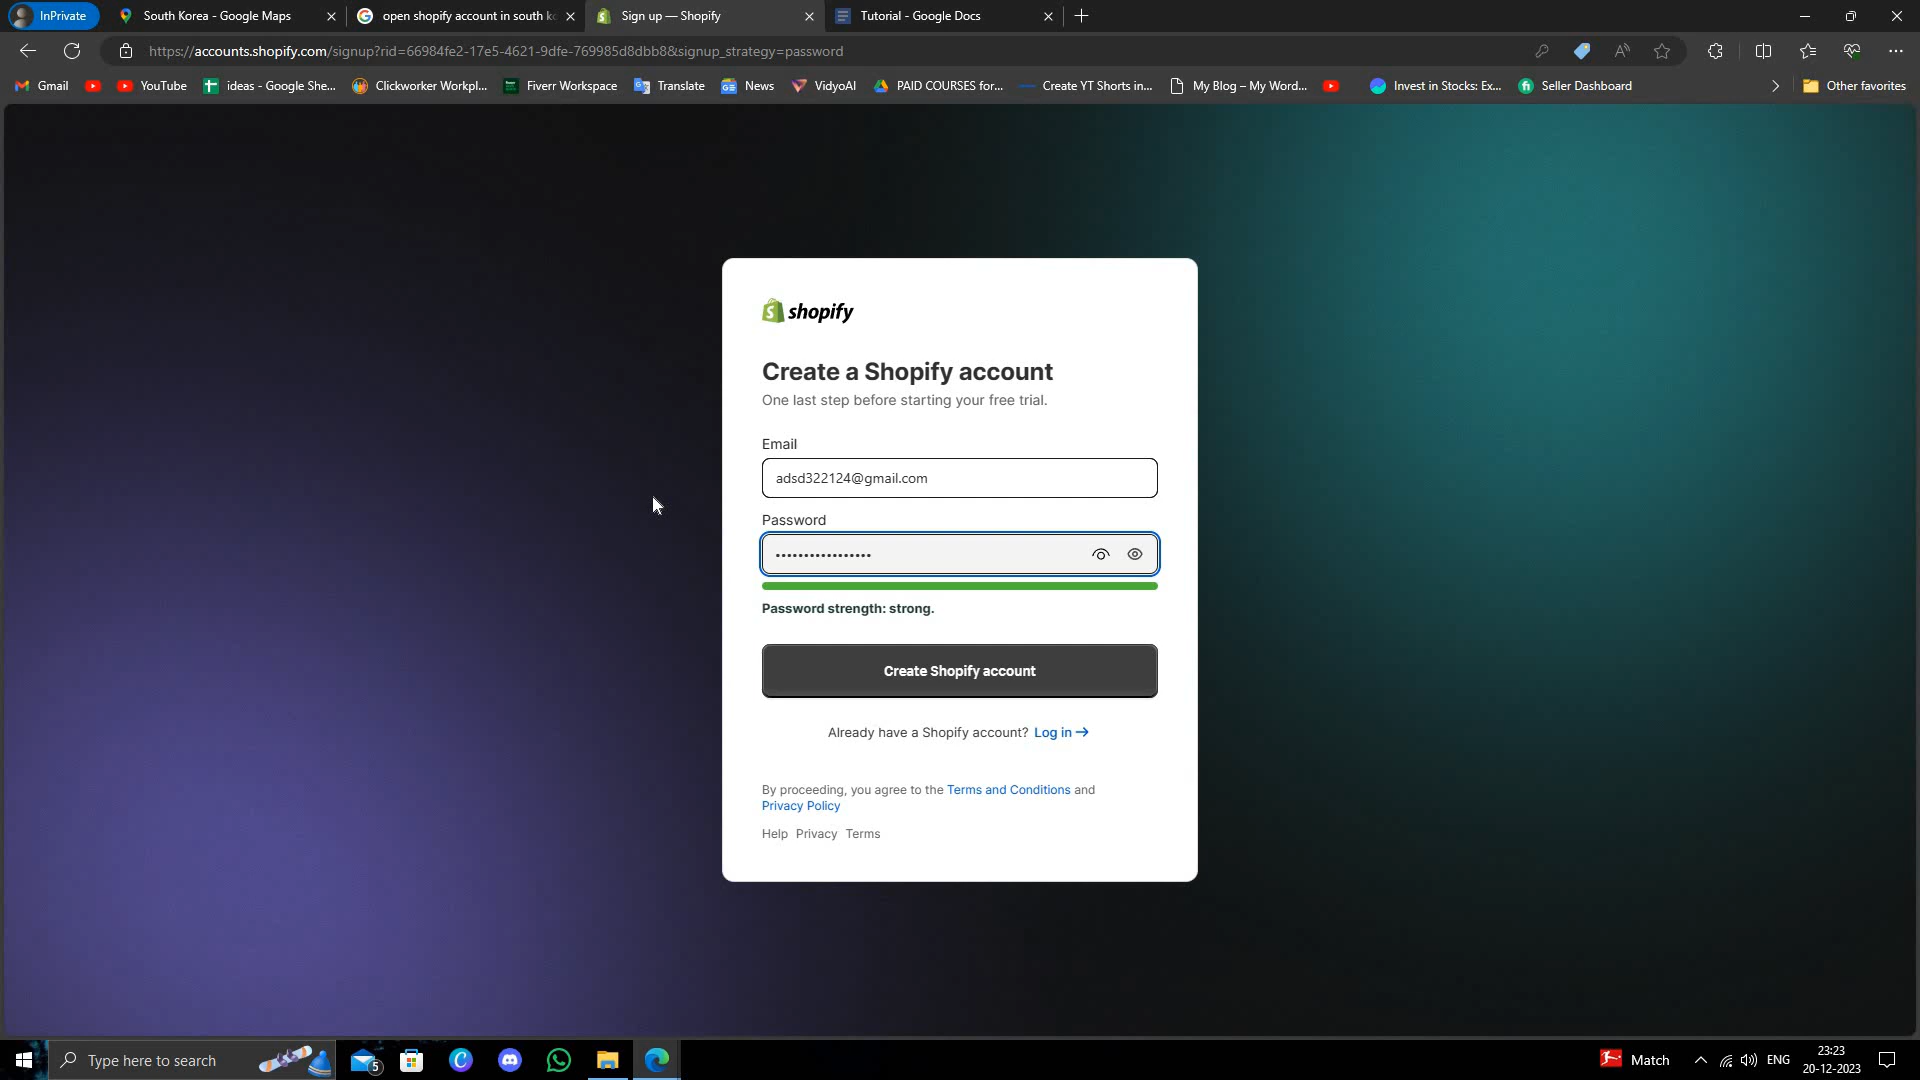 InPrivate
South Korea - Google Maps
open shopify account in south k
Sign up — Shopify
Tutorial - Google Docs
https://accounts.shopify.com/signup?rid=66984fe2-17e5-4621-9dfe-769985d8dbb8&signup_strategy=password
Gmail
YouTube
ideas - Google She...
Clickworker Workpl...
Fiverr Workspace
Translate
News
VidyoAI
PAID COURSES for...
Create YT Shorts in...
My Blog – My Word...
Invest in Stocks: Ex...
Seller Dashboard
Other favorites
shopify
Create a Shopify account
One last step before starting your free trial.
Email
adsd322124@gmail.com
Password
•••••••••••••••••
Password strength: strong.
Create Shopify account
Already have a Shopify account? Log in →
By proceeding, you agree to the Terms and Conditions and
Privacy Policy
Help Privacy Terms
Type here to search
5
Match
ENG
23:23
20-12-2023